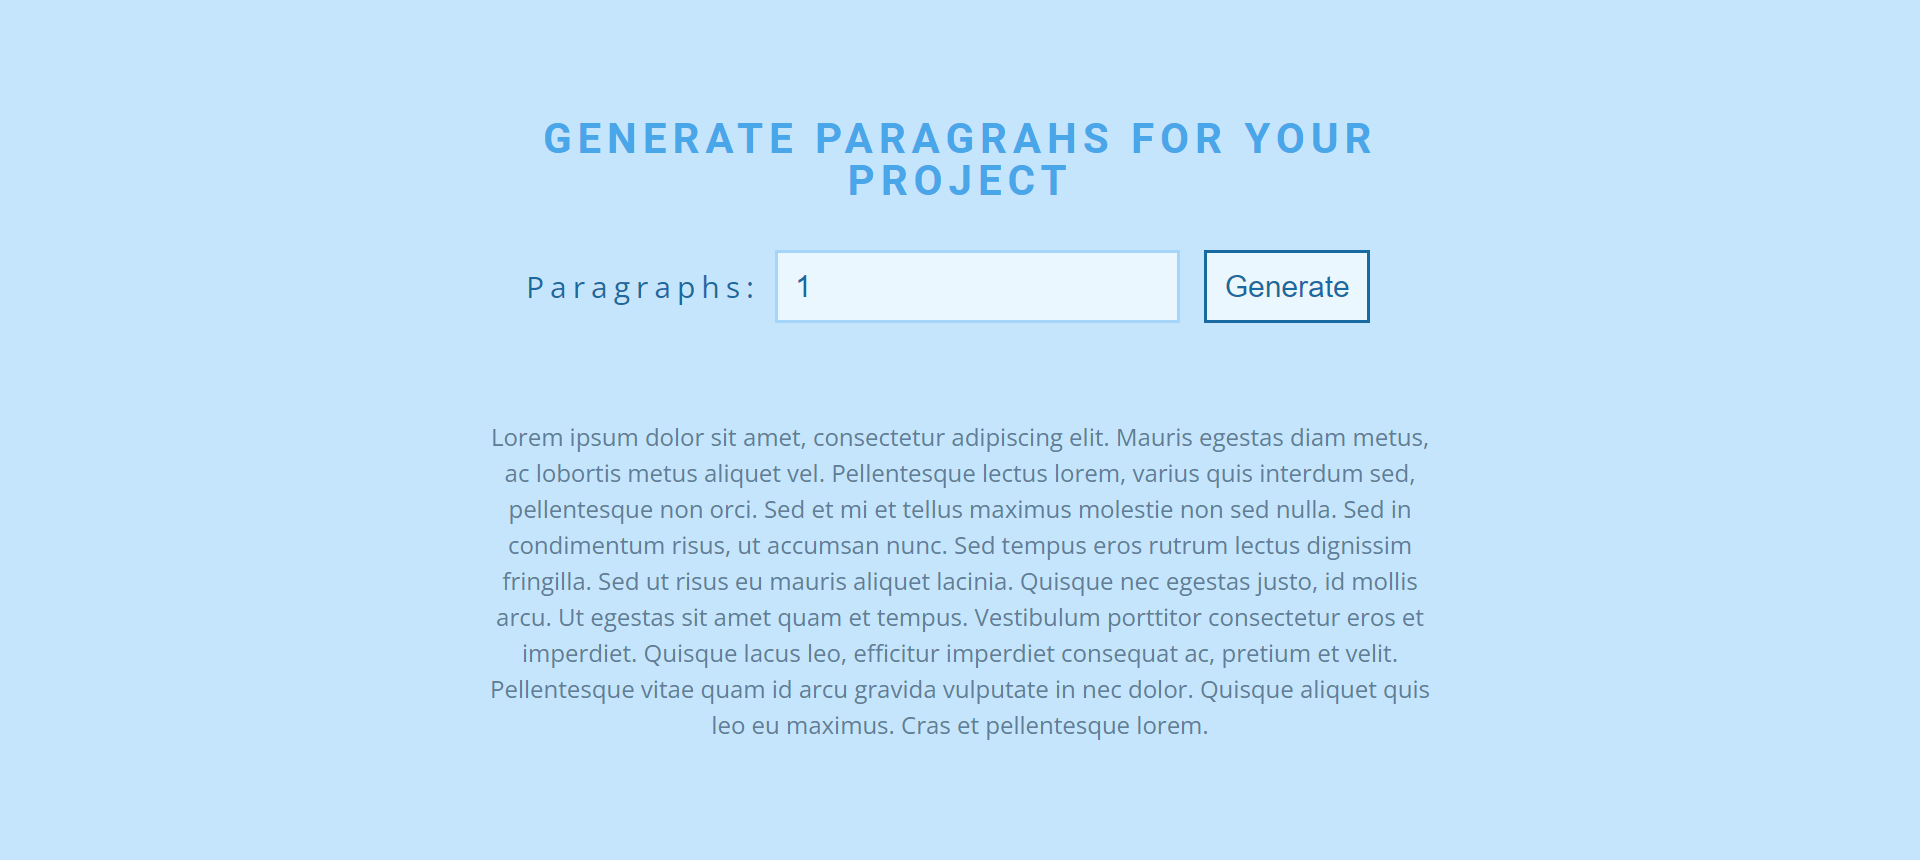 GENERATE PARAGRAHS FOR YOUR
PROJECT
Paragraphs: 1 Generate
Lorem ipsum dolor sit amet, consectetur adipiscing elit. Mauris egestas diam metus,
ac lobortis metus aliquet vel. Pellentesque lectus lorem, varius quis interdum sed,
pellentesque non orci. Sed et mi et tellus maximus molestie non sed nulla. Sed in
condimentum risus, ut accumsan nunc. Sed tempus eros rutrum lectus dignissim
fringilla. Sed ut risus eu mauris aliquet lacinia. Quisque nec egestas justo, id mollis
arcu. Ut egestas sit amet quam et tempus. Vestibulum porttitor consectetur eros et
imperdiet. Quisque lacus leo, efficitur imperdiet consequat ac, pretium et velit.
Pellentesque vitae quam id arcu gravida vulputate in nec dolor. Quisque aliquet quis
leo eu maximus. Cras et pellentesque lorem.